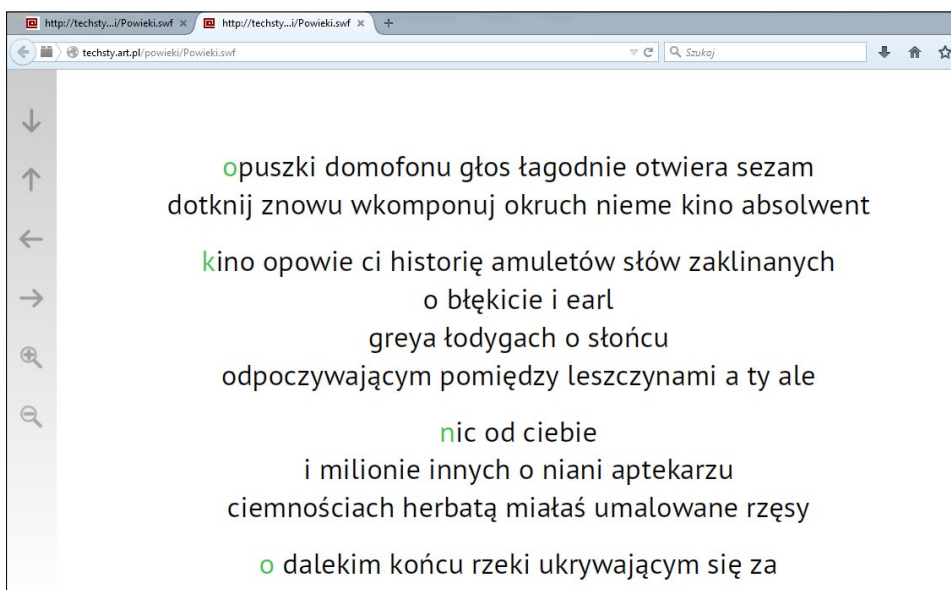 http://techsty...i/Powieki.swf × http://techsty...i/Powieki.swf × +
techsty.art.pl/powieki/Powieki.swf Szukaj
opuszki domofonu głos łagodnie otwiera sezam
dotknij znowu wkomponuj okruch nieme kino absolwent
kino opowie ci historię amuletów słów zaklinanych
o błękicie i earl
greya łodygach o słońcu
odpoczywającym pomiędzy leszczynami a ty ale
nic od ciebie
i milionie innych o niani aptekarzu
ciemnościach herbatą miałaś umalowane rzęsy
o dalekim końcu rzeki ukrywającym się za